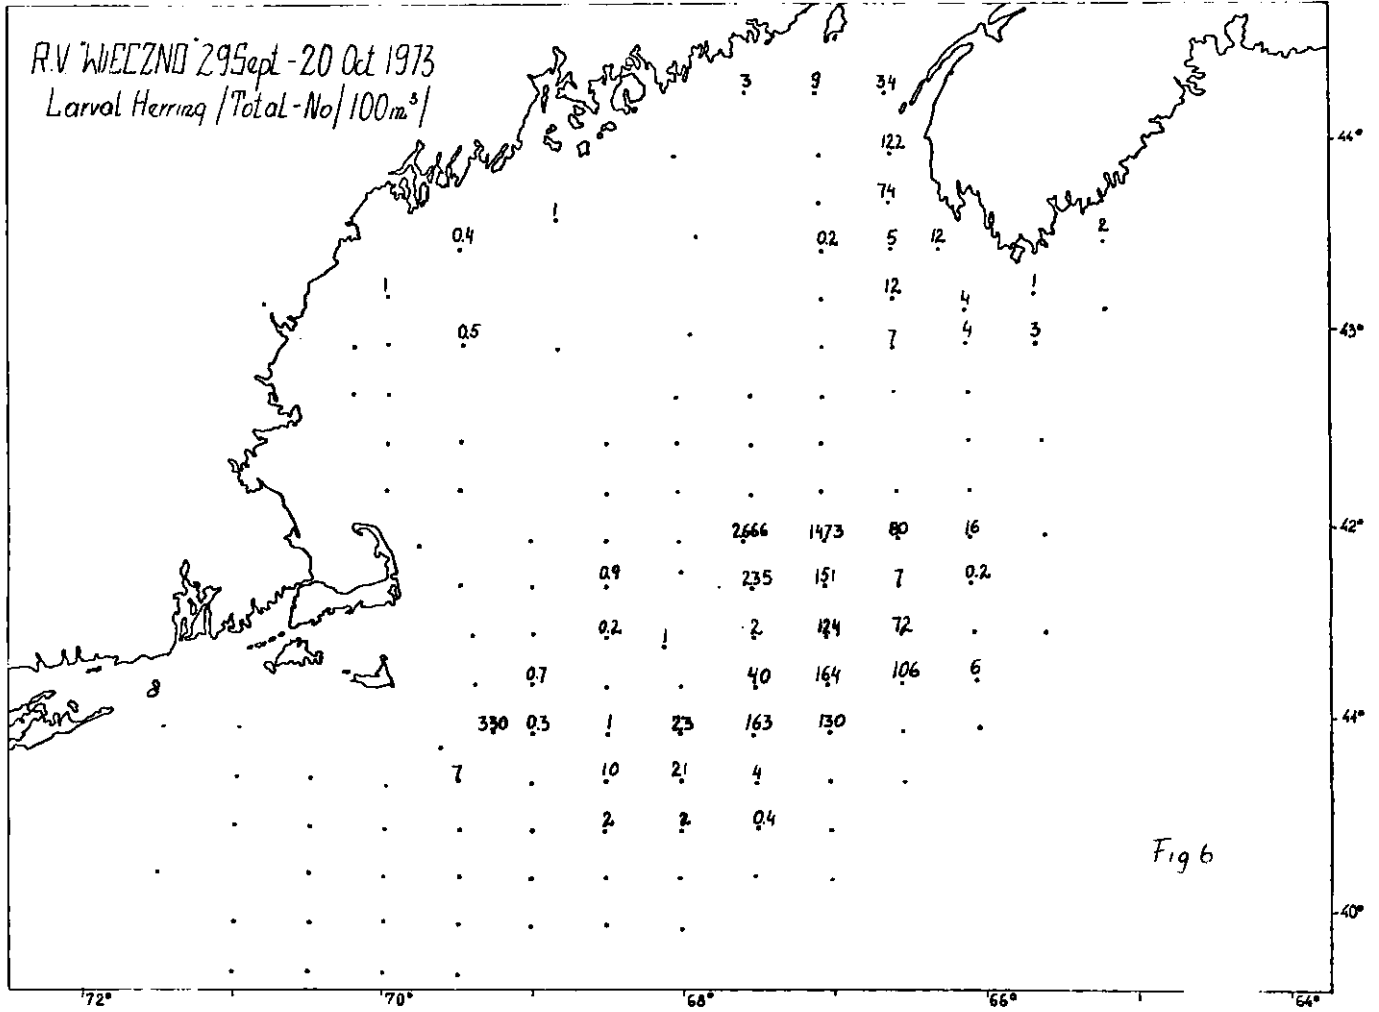 R.V "WIECZNO" 29 Sept - 20 Oct 1973
Larval Herring /Total-No/100m³/
3 9 34
44°
122
74
1
2
0.4 0.2 5 12
1 12 4 1
0.5 7 4 3 43°
2666 1473 80 16 42°
0.9 235 151 7 0.2
0.2 1 2 124 72
0.7 40 164 106 6
330 0.3 1 23 163 130 41°
7 10 21 4
2 2 0.4
Fig 6
40°
72° 70° 68° 66° 64°